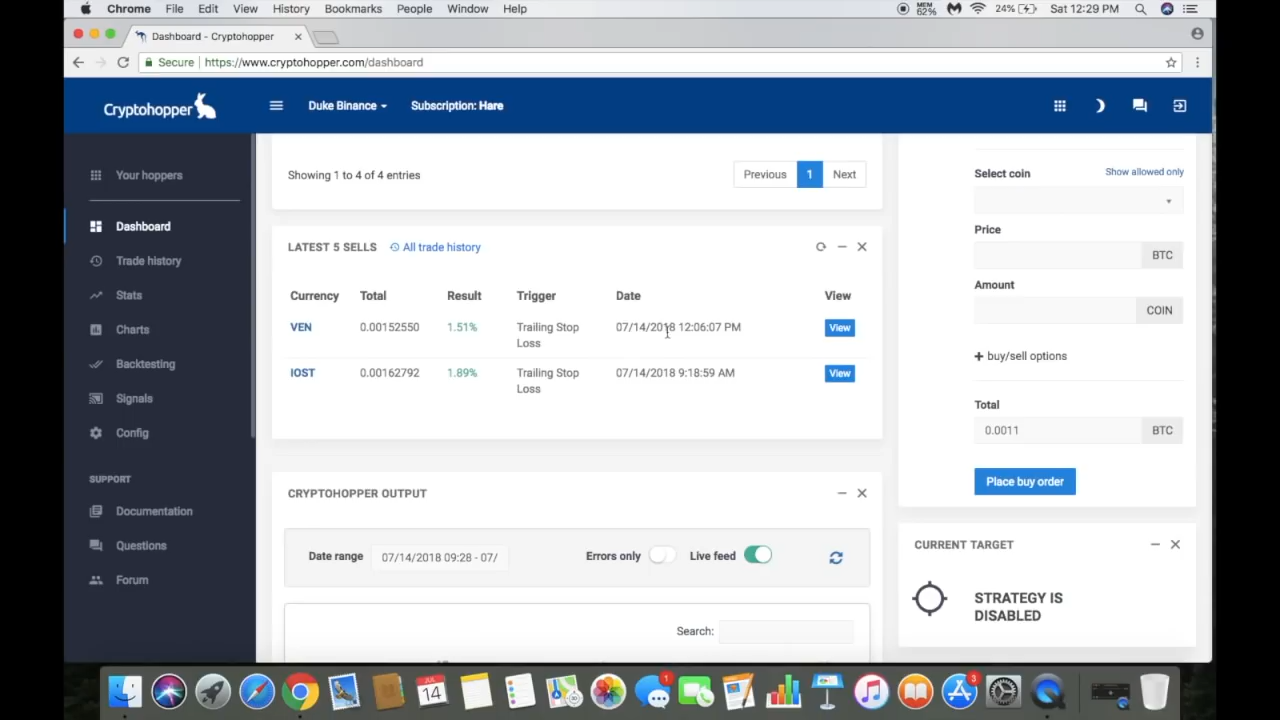 Chrome File Edit View History Bookmarks People Window Help MEM 62% 24% Sat 12:29 PM
Dashboard - Cryptohopper
Secure https://www.cryptohopper.com/dashboard
Cryptohopper Duke Binance Subscription: Hare
Your hoppers
Dashboard
Trade history
Stats
Charts
Backtesting
Signals
Config
SUPPORT
Documentation
Questions
Forum
Showing 1 to 4 of 4 entries Previous 1 Next
LATEST 5 SELLS All trade history
Currency Total Result Trigger Date View
VEN 0.00152550 1.51% Trailing Stop Loss 07/14/2018 12:06:07 PM View
IOST 0.00162792 1.89% Trailing Stop Loss 07/14/2018 9:18:59 AM View
CRYPTOHOPPER OUTPUT
Date range 07/14/2018 09:28 - 07/ Errors only Live feed
Search:
Select coin Show allowed only
Price
BTC
Amount
COIN
+ buy/sell options
Total
0.0011 BTC
Place buy order
CURRENT TARGET
STRATEGY IS
DISABLED
JUL
14
1
3